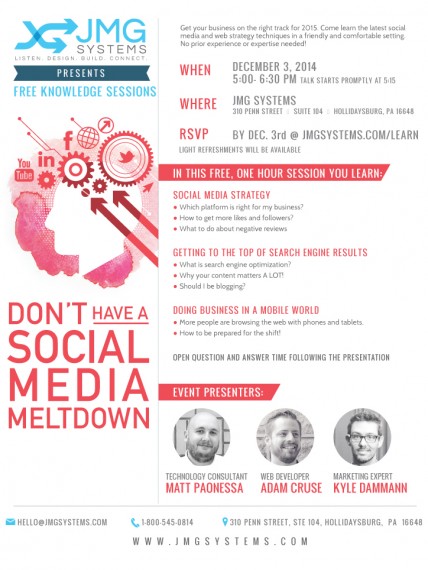 JMG
SYSTEMS
LISTEN. DESIGN. BUILD. CONNECT.
PRESENTS
FREE KNOWLEDGE SESSIONS
You
Tube
in
f
DON'T HAVE A
SOCIAL
MEDIA
MELTDOWN
Get your business on the right track for 2015. Come learn the latest social
media and web strategy techniques in a friendly and comfortable setting.
No prior experience or expertise needed!
WHEN
DECEMBER 3, 2014
5:00- 6:30 PM TALK STARTS PROMPTLY AT 5:15
WHERE
JMG SYSTEMS
310 PENN STREET :: SUITE 104 :: HOLLIDAYSBURG, PA 16648
RSVP
BY DEC. 3rd @ JMGSYSTEMS.COM/LEARN
LIGHT REFRESHMENTS WILL BE AVAILABLE
IN THIS FREE, ONE HOUR SESSION YOU LEARN:
SOCIAL MEDIA STRATEGY
• Which platform is right for my business?
• How to get more likes and followers?
• What to do about negative reviews
GETTING TO THE TOP OF SEARCH ENGINE RESULTS
• What is search engine optimization?
• Why your content matters A LOT!
• Should I be blogging?
DOING BUSINESS IN A MOBILE WORLD
• More people are browsing the web with phones and tablets.
• How to be prepared for the shift!
OPEN QUESTION AND ANSWER TIME FOLLOWING THE PRESENTATION
EVENT PRESENTERS:
TECHNOLOGY CONSULTANT
MATT PAONESSA
WEB DEVELOPER
ADAM CRUSE
MARKETING EXPERT
KYLE DAMMANN
HELLO@JMGSYSTEMS.COM
1-800-545-0814
310 PENN STREET, STE 104, HOLLIDAYSBURG, PA 16648
WWW.JMGSYSTEMS.COM